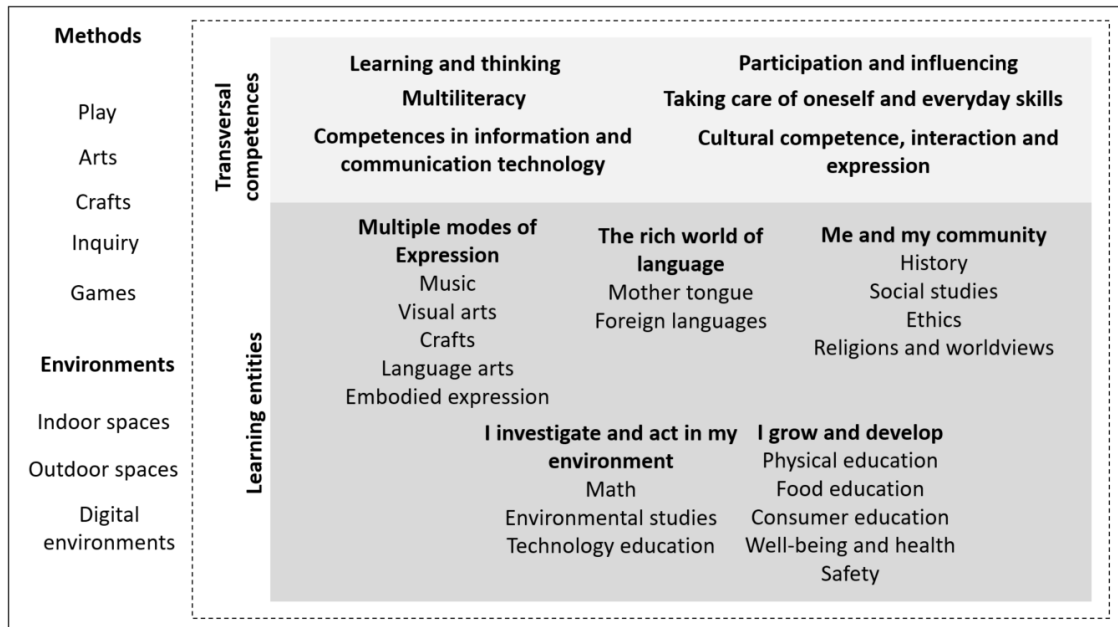 Methods
Play
Arts
Crafts
Inquiry
Games
Environments
Indoor spaces
Outdoor spaces
Digital
environments
Transversal
competences
Learning and thinking
Multiliteracy
Competences in information and
communication technology
Participation and influencing
Taking care of oneself and everyday skills
Cultural competence, interaction and
expression
Learning entities
Multiple modes of
Expression
Music
Visual arts
Crafts
Language arts
Embodied expression
The rich world of
language
Mother tongue
Foreign languages
Me and my community
History
Social studies
Ethics
Religions and worldviews
I investigate and act in my
environment
Math
Environmental studies
Technology education
I grow and develop
Physical education
Food education
Consumer education
Well-being and health
Safety